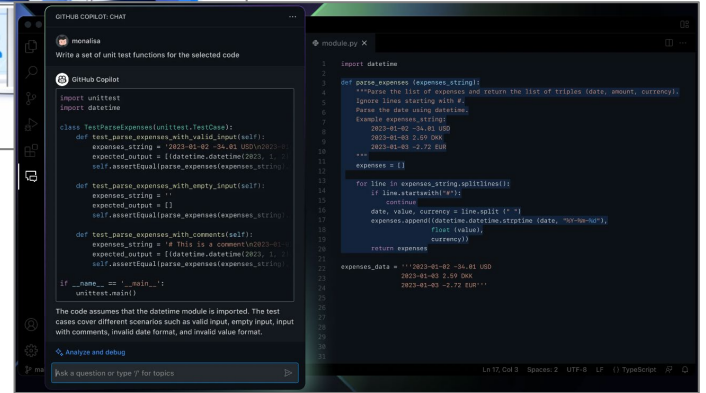 GITHUB COPILOT: CHAT
monalisa
Write a set of unit test functions for the selected code
GitHub Copilot
import unittest
import datetime
class TestParseExpenses(unittest.TestCase):
def test_parse_expenses_with_valid_input(self):
expenses_string = '2023-01-02 -34.01 USD\n2023-01
expected_output = [(datetime.datetime(2023, 1, 
self.assertEqual(parse_expenses(expenses_string)
def test_parse_expenses_with_empty_input(self):
expenses_string = ''
expected_output = []
self.assertEqual(parse_expenses(expenses_string)
def test_parse_expenses_with_comments(self):
expenses_string = '# This is a comment\n2023-01
expected_output = [(datetime.datetime(2023, 1, 
self.assertEqual(parse_expenses(expenses_string)
if __name__ == '__main__':
unittest.main()
The code assumes that the datetime module is imported. The test
cases cover different scenarios such as valid input, empty input, input
with comments, invalid date format, and invalid value format.
Analyze and debug
Ask a question or type '/' for topics
module.py
1 import datetime
2
3 def parse_expenses (expenses_string):
4 """Parse the list of expenses and return the list of triples (date, amount, currency).
5 Ignore lines starting with #.
6 Parse the date using datetime.
7 Example expenses_string:
8 2023-01-02 -34.01 USD
9 2023-01-03 2.59 DKK
10 2023-01-03 -2.72 EUR
11 """
12 expenses = []
13 for line in expenses_string.splitlines():
14 if line.startswith("#"):
15 continue
16 date, value, currency = line.split (" ")
17 expenses.append((datetime.datetime.strptime (date, "%Y-%m-%d"),
18 float (value),
19 currency))
20 return expenses
21
22 expenses_data = '''2023-01-02 -34.01 USD
23 2023-01-03 2.59 DKK
24 2023-01-03 -2.72 EUR'''
25
26
27
28
29
30
31
ma
Ln 17, Col 3 Spaces: 2 UTF-8 LF {} TypeScript